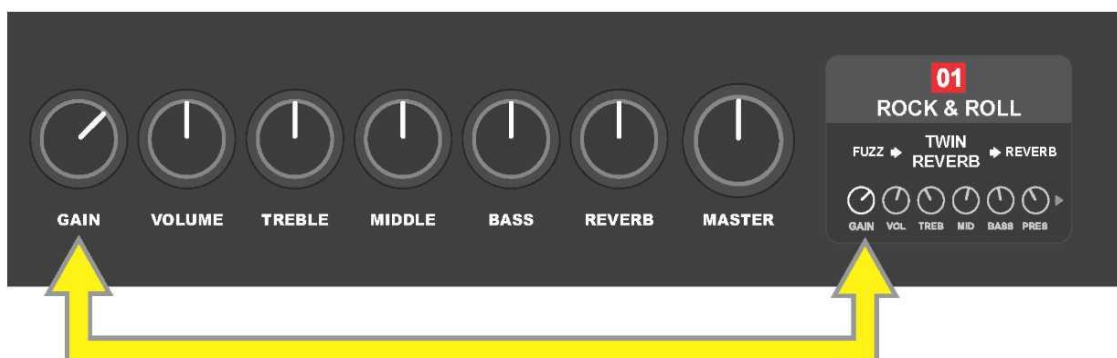 GAIN VOLUME TREBLE MIDDLE BASS REVERB MASTER
01
ROCK & ROLL
FUZZ TWIN REVERB REVERB
GAIN VOL TREB MID BASS PRES